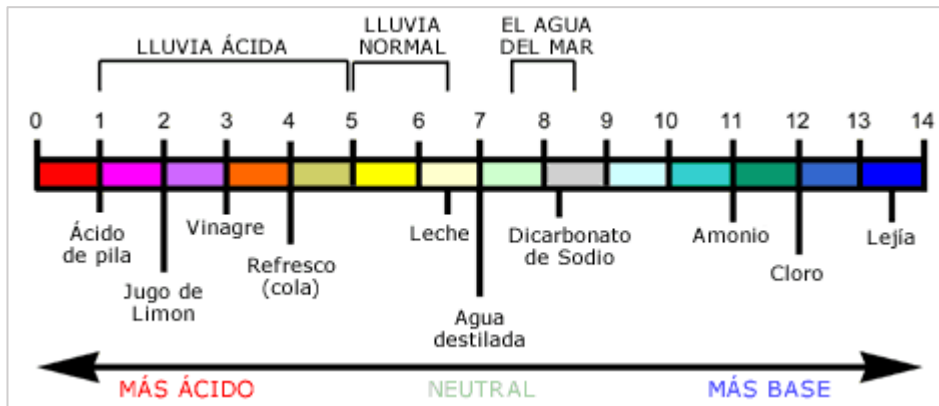 LLUVIA ÁCIDA
LLUVIA
NORMAL
EL AGUA
DEL MAR
0 1 2 3 4 5 6 7 8 9 10 11 12 13 14
Ácido
de pila
Jugo de
Limon
Vinagre
Refresco
(cola)
Leche
Agua
destilada
Dicarbonato
de Sodio
Amonio
Cloro
Lejía
MÁS ÁCIDO
NEUTRAL
MÁS BASE